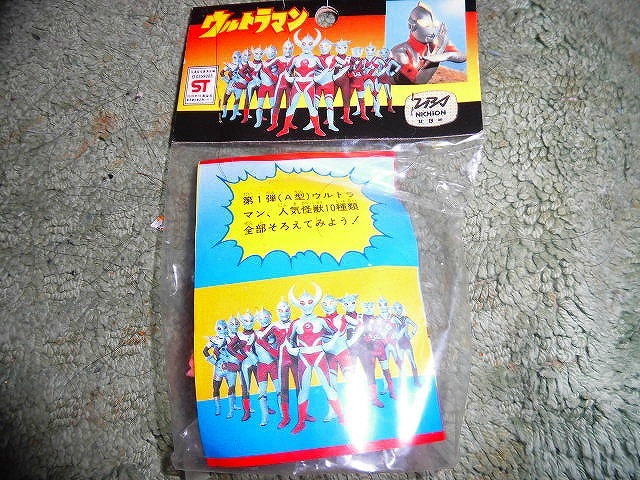 ウルトラマン
ST
NICHION
第1弾(A型)ウルトラ
マン、人気怪獣10種類
全部そろえてみよう!